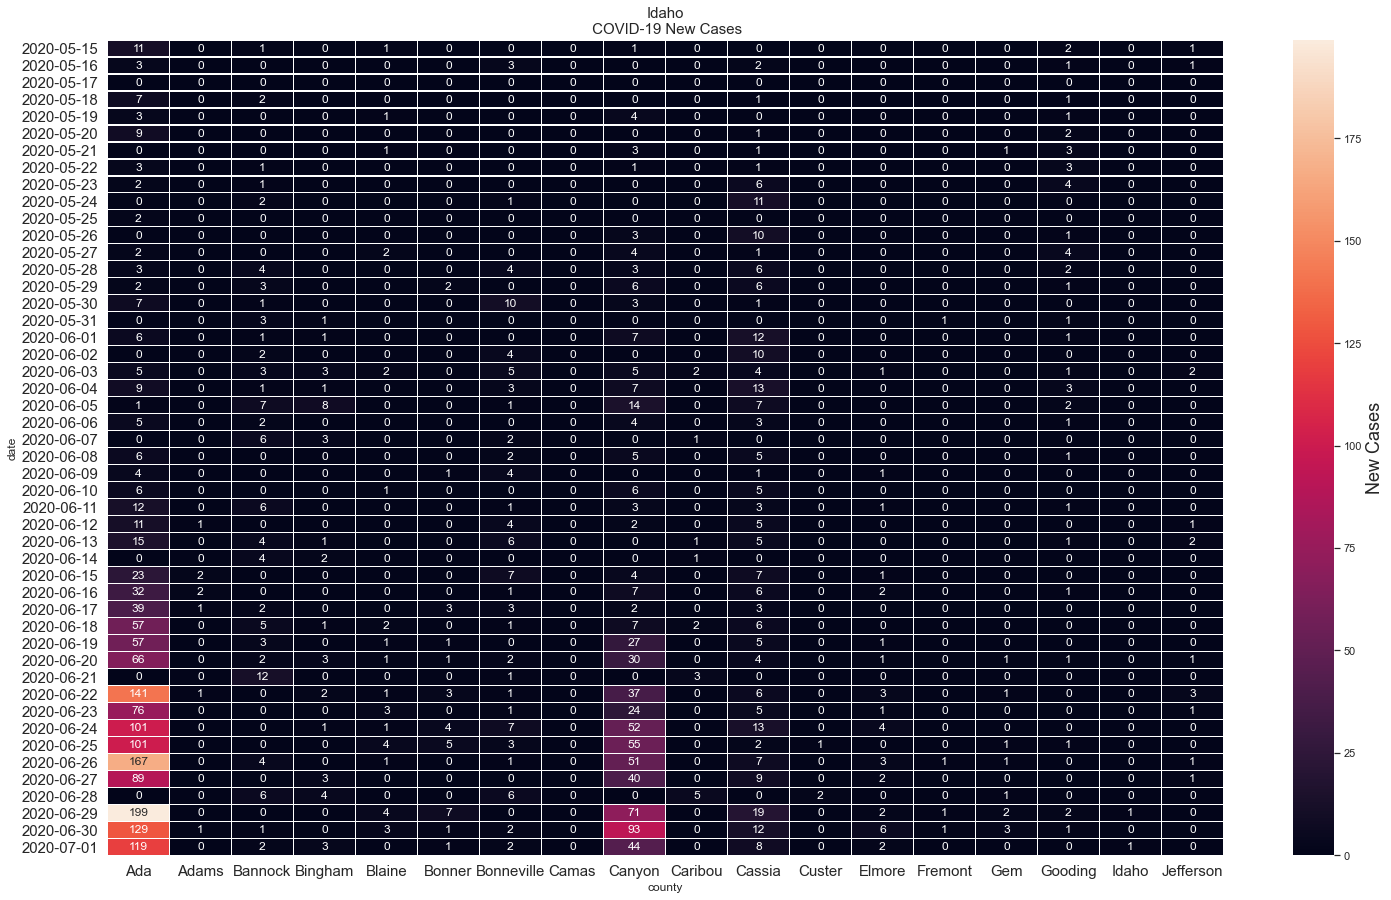 Idaho
COVID-19 New Cases
2020-05-15 11 0 1 0 1 0 0 0 1 0 0 0 0 0 0 2 0 1
2020-05-16 3 0 0 0 0 0 3 0 0 0 2 0 0 0 0 1 0 1
2020-05-17 0 0 0 0 0 0 0 0 0 0 0 0 0 0 0 0 0 0
2020-05-18 7 0 2 0 0 0 0 0 0 0 1 0 0 0 0 1 0 0
2020-05-19 3 0 0 0 1 0 0 0 4 0 0 0 0 0 0 1 0 0
2020-05-20 9 0 0 0 0 0 0 0 0 0 1 0 0 0 0 2 0 0
2020-05-21 0 0 0 0 1 0 0 0 3 0 1 0 0 0 1 3 0 0
2020-05-22 3 0 1 0 0 0 0 0 1 0 1 0 0 0 0 3 0 0
2020-05-23 2 0 1 0 0 0 0 0 0 0 6 0 0 0 0 4 0 0
2020-05-24 0 0 2 0 0 0 1 0 0 0 11 0 0 0 0 0 0 0
2020-05-25 2 0 0 0 0 0 0 0 0 0 0 0 0 0 0 0 0 0
2020-05-26 0 0 0 0 0 0 0 0 3 0 10 0 0 0 0 1 0 0
2020-05-27 2 0 0 0 2 0 0 0 4 0 1 0 0 0 0 4 0 0
2020-05-28 3 0 4 0 0 0 4 0 3 0 6 0 0 0 0 2 0 0
2020-05-29 2 0 3 0 0 2 0 0 6 0 6 0 0 0 0 1 0 0
2020-05-30 7 0 1 0 0 0 10 0 3 0 1 0 0 0 0 0 0 0
2020-05-31 0 0 3 1 0 0 0 0 0 0 0 0 0 1 0 1 0 0
2020-06-01 6 0 1 1 0 0 0 0 7 0 12 0 0 0 0 1 0 0
2020-06-02 0 0 2 0 0 0 4 0 0 0 10 0 0 0 0 0 0 0
2020-06-03 5 0 3 3 2 0 5 0 5 2 4 0 1 0 0 1 0 2
2020-06-04 9 0 1 1 0 0 3 0 7 0 13 0 0 0 0 3 0 0
2020-06-05 1 0 7 8 0 0 1 0 14 0 7 0 0 0 0 2 0 0
2020-06-06 5 0 2 0 0 0 0 0 4 0 3 0 0 0 0 1 0 0
2020-06-07 0 0 6 3 0 0 2 0 0 1 0 0 0 0 0 0 0 0
2020-06-08 6 0 0 0 0 0 2 0 5 0 5 0 0 0 0 1 0 0
2020-06-09 4 0 0 0 0 1 4 0 0 0 1 0 1 0 0 0 0 0
2020-06-10 6 0 0 0 1 0 0 0 6 0 5 0 0 0 0 0 0 0
2020-06-11 12 0 6 0 0 0 1 0 3 0 3 0 1 0 0 1 0 0
2020-06-12 11 1 0 0 0 0 4 0 2 0 5 0 0 0 0 0 0 1
2020-06-13 15 0 4 1 0 0 6 0 0 1 5 0 0 0 0 1 0 2
2020-06-14 0 0 4 2 0 0 0 0 0 1 0 0 0 0 0 0 0 0
2020-06-15 23 2 0 0 0 0 7 0 4 0 7 0 1 0 0 0 0 0
2020-06-16 32 2 0 0 0 0 1 0 7 0 6 0 2 0 0 1 0 0
2020-06-17 39 1 2 0 0 3 3 0 2 0 3 0 0 0 0 0 0 0
2020-06-18 57 0 5 1 2 0 1 0 7 2 6 0 0 0 0 0 0 0
2020-06-19 57 0 3 0 1 1 0 0 27 0 5 0 1 0 0 0 0 0
2020-06-20 66 0 2 3 1 1 2 0 30 0 4 0 1 0 1 1 0 1
2020-06-21 0 0 12 0 0 0 1 0 0 3 0 0 0 0 0 0 0 0
2020-06-22 141 1 0 2 1 3 1 0 37 0 6 0 3 0 1 0 0 3
2020-06-23 76 0 0 0 3 0 1 0 24 0 5 0 1 0 0 0 0 1
2020-06-24 101 0 0 1 1 4 7 0 52 0 13 0 4 0 0 0 0 0
2020-06-25 101 0 0 0 4 5 3 0 55 0 2 1 0 0 1 1 0 0
2020-06-26 167 0 4 0 1 0 1 0 51 0 7 0 3 1 1 0 0 1
2020-06-27 89 0 0 3 0 0 0 0 40 0 9 0 2 0 0 0 0 1
2020-06-28 0 0 6 4 0 0 6 0 0 5 0 2 0 0 1 0 0 0
2020-06-29 199 0 0 0 4 7 0 0 71 0 19 0 2 1 2 2 1 0
2020-06-30 129 1 1 0 3 1 2 0 93 0 12 0 6 1 3 1 0 0
2020-07-01 119 0 2 3 0 1 2 0 44 0 8 0 2 0 0 0 1 0
Ada Adams Bannock Bingham Blaine Bonner Bonneville Camas Canyon Caribou Cassia Custer Elmore Fremont Gem Gooding Idaho Jefferson
county
date
175
150
125
100
75
50
25
0
New Cases